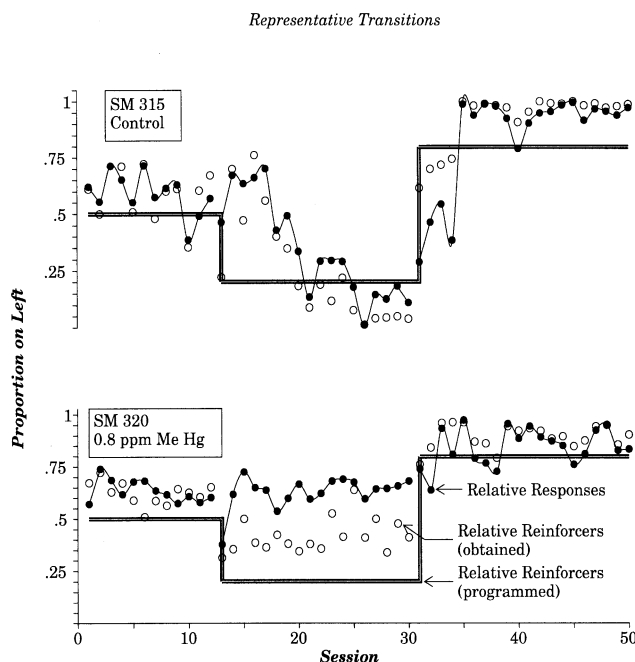 Representative Transitions
SM 315
Control
1
.75
.5
.25
SM 320
0.8 ppm Me Hg
1
.75
.5
.25
Relative Responses
Relative Reinforcers
(obtained)
Relative Reinforcers
(programmed)
0
10
20
30
40
50
Session
Proportion on Left